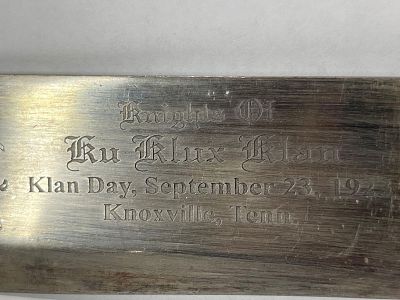 Knights Of
Ku Klux Klan
Klan Day, September 23,
Knoxville, Tenn.